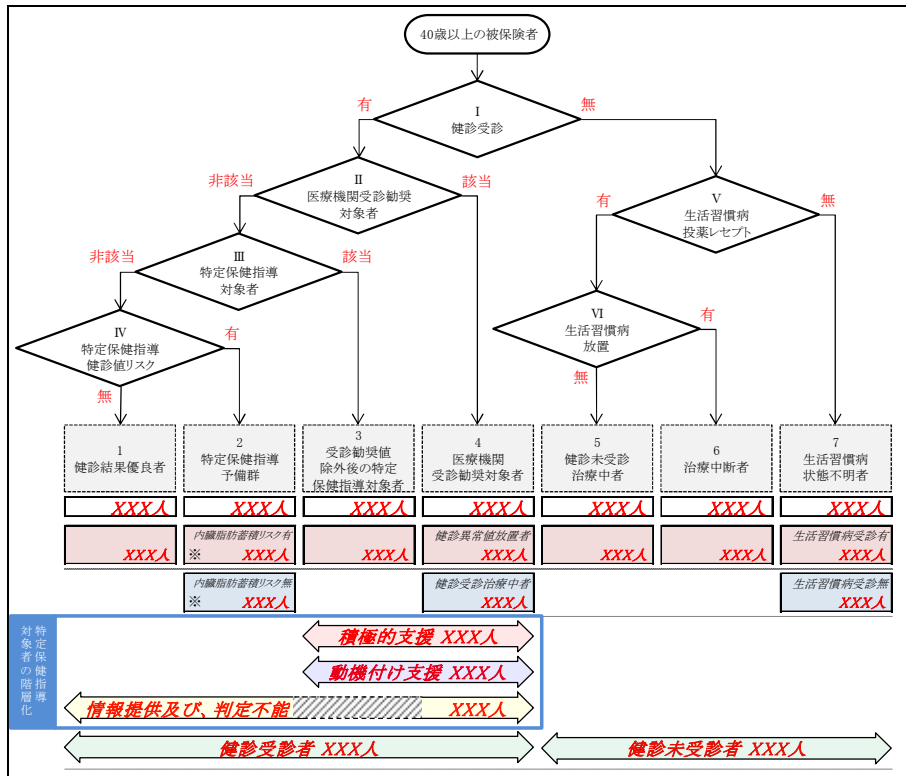 40歳以上の被保険者
Ⅰ
健診受診
有
無
Ⅱ
医療機関受診勧奨
対象者
非該当
該当
Ⅴ
生活習慣病
投薬レセプト
有
無
Ⅲ
特定保健指導
対象者
非該当
該当
Ⅵ
生活習慣病
放置
有
無
Ⅳ
特定保健指導
健診値リスク
有
無
1
健診結果優良者
2
特定保健指導
予備群
3
受診勧奨値
除外後の特定
保健指導対象者
4
医療機関
受診勧奨対象者
5
健診未受診
治療中者
6
治療中断者
7
生活習慣病
状態不明者
XXX人
XXX人
XXX人
XXX人
XXX人
XXX人
XXX人
XXX人
内臓脂肪蓄積リスク有
※ XXX人
XXX人
健診異常値放置者
XXX人
XXX人
XXX人
生活習慣病受診有
XXX人
内臓脂肪蓄積リスク無
※ XXX人
健診受診治療中者
XXX人
生活習慣病受診無
XXX人
特定保健指導
対象者の階層化
積極的支援 XXX人
動機付け支援 XXX人
情報提供及び、判定不能 XXX人
健診受診者 XXX人
健診未受診者 XXX人